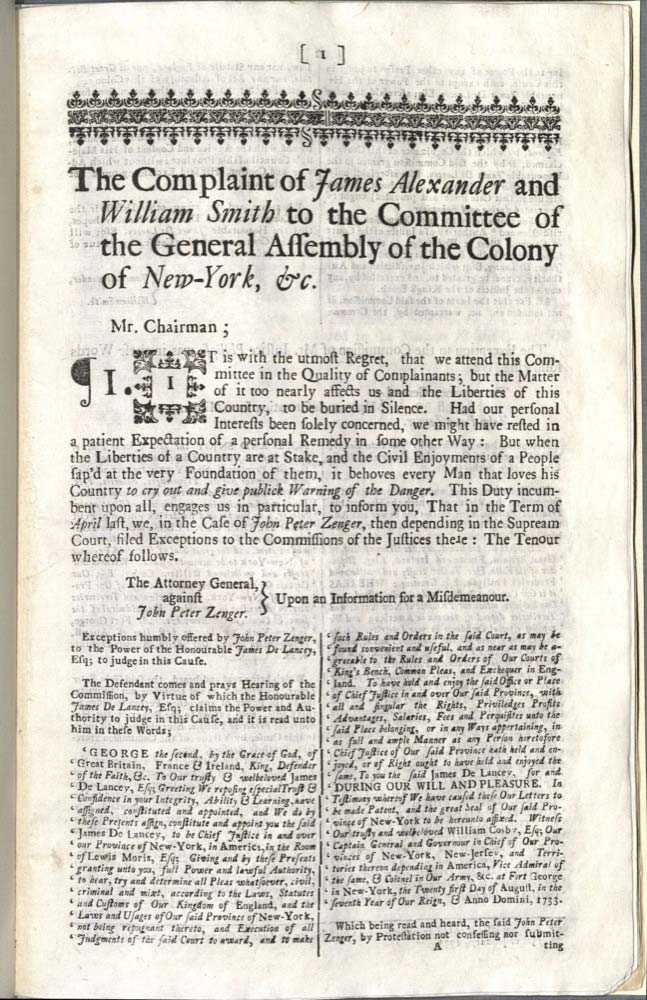 [ 1 ]
The Complaint of James Alexander and
William Smith to the Committee of
the General Aſſembly of the Colony
of New-York, &c.
Mr. Chairman ;
¶ 1. IT is with the utmoſt Regret, that we attend this Com-
mittee in the Quality of Complainants; but the Matter
of it too nearly affects us and the Liberties of this
Country, to be buried in Silence. Had our perſonal
Intereſts been ſolely concerned, we might have reſted in
a patient Expectation of a perſonal Remedy in ſome other Way : But when
the Liberties of a Country are at Stake, and the Civil Enjoyments of a People
ſap'd at the very Foundation of them, it behoves every Man that loves his
Country to cry out and give publick Warning of the Danger. This Duty incum-
bent upon all, engages us in particular, to inform you, That in the Term of
April laſt, we, in the Caſe of John Peter Zenger, then depending in the Supream
Court, filed Exceptions to the Commiſſions of the Juſtices there : The Tenour
whereof follows.
The Attorney General,
againſt
John Peter Zenger.
} Upon an Information for a Miſdemeanour.
Exceptions humbly offered by John Peter Zenger,
to the Power of the Honourable James De Lancey,
Eſq; to judge in this Cauſe.
The Defendant comes and prays Hearing of the
Commiſſion, by Virtue of which the Honourable
James De Lancey, Eſq; claims the Power and Au-
thority to judge in this Cauſe, and it is read unto
him in theſe Words;
‘ GEORGE the ſecond, by the Grace of God, of
‘ Great Britain, France & Ireland, King, Defender
‘ of the Faith, &c. To Our truſty & welbeloved James
‘ De Lancey, Eſq; Greeting We repoſing eſpecial Truſt &
‘ Confidence in your Integrity, Ability & Learning, have
‘ aſſigned, conſtituted and appointed, and We do by
‘ theſe Preſents aſſign, conſtitute and appoint you the ſaid
‘ James De Lancey, to be Chief Juſtice in and over
‘ our Province of New-York, in America, in the Room
‘ of Lewis Moris, Eſq; Giving and by theſe Preſents
‘ granting unto you, full Power and lawful Authority,
‘ to hear, try and determine all Pleas whatſoever, civil,
‘ criminal and mixt, according to the Laws, Statutes
‘ and Cuſtoms of Our Kingdom of England, and the
‘ Laws and Uſages of Our ſaid Province of New-York,
‘ not being repugnant thereto, and Execution of all
‘ Judgments of the ſaid Court to award, and to make
‘ ſuch Rules and Orders in the ſaid Court, as may be
‘ found convenient and uſeful, and as near as may be a-
‘ greeable to the Rules and Orders of Our Courts of
‘ King's Bench, Common Pleas, and Exchequer in Eng-
‘ land. To have hold and enjoy the ſaid Office or Place
‘ of Chief Juſtice in and over Our ſaid Province, with
‘ all and ſingular the Rights, Priviledges Profits
‘ Advantages, Salaries, Fees and Perquiſites unto the
‘ ſaid Place belonging, or in any Ways appertaining, in
‘ as full and ample Manner as any Perſon heretofore
‘ Chief Juſtice of Our ſaid Province hath held and en-
‘ joyed, or of Right ought to have held and enjoyed the
‘ ſame, To you the ſaid James De Lancey, for and
‘ DURING OUR WILL AND PLEASURE. In
‘ Teſtimony whereof We have cauſed theſe Our Letters to
‘ be made Patent, and the great Seal of Our ſaid Pro-
‘ vince of New-York to be hereunto affixed. Witneſs
‘ Our truſty and welbeloved William Cosby, Eſq; Our
‘ Captain General and Governour in Chief of Our Pro-
‘ vinces of New-York, New-Jerſey, and Terri-
‘ tories thereon depending in America, Vice Admiral of
‘ the ſame, & Colonel in Our Army, &c. at Fort George
‘ in New-York, the Twenty firſt Day of Auguſt, in the
‘ ſeventh Year of Our Reign, & Anno Domini, 1733.
Which being read and heard, the ſaid John Peter
Zenger, by Proteſtation not confeſſing nor ſubmit-
A ting